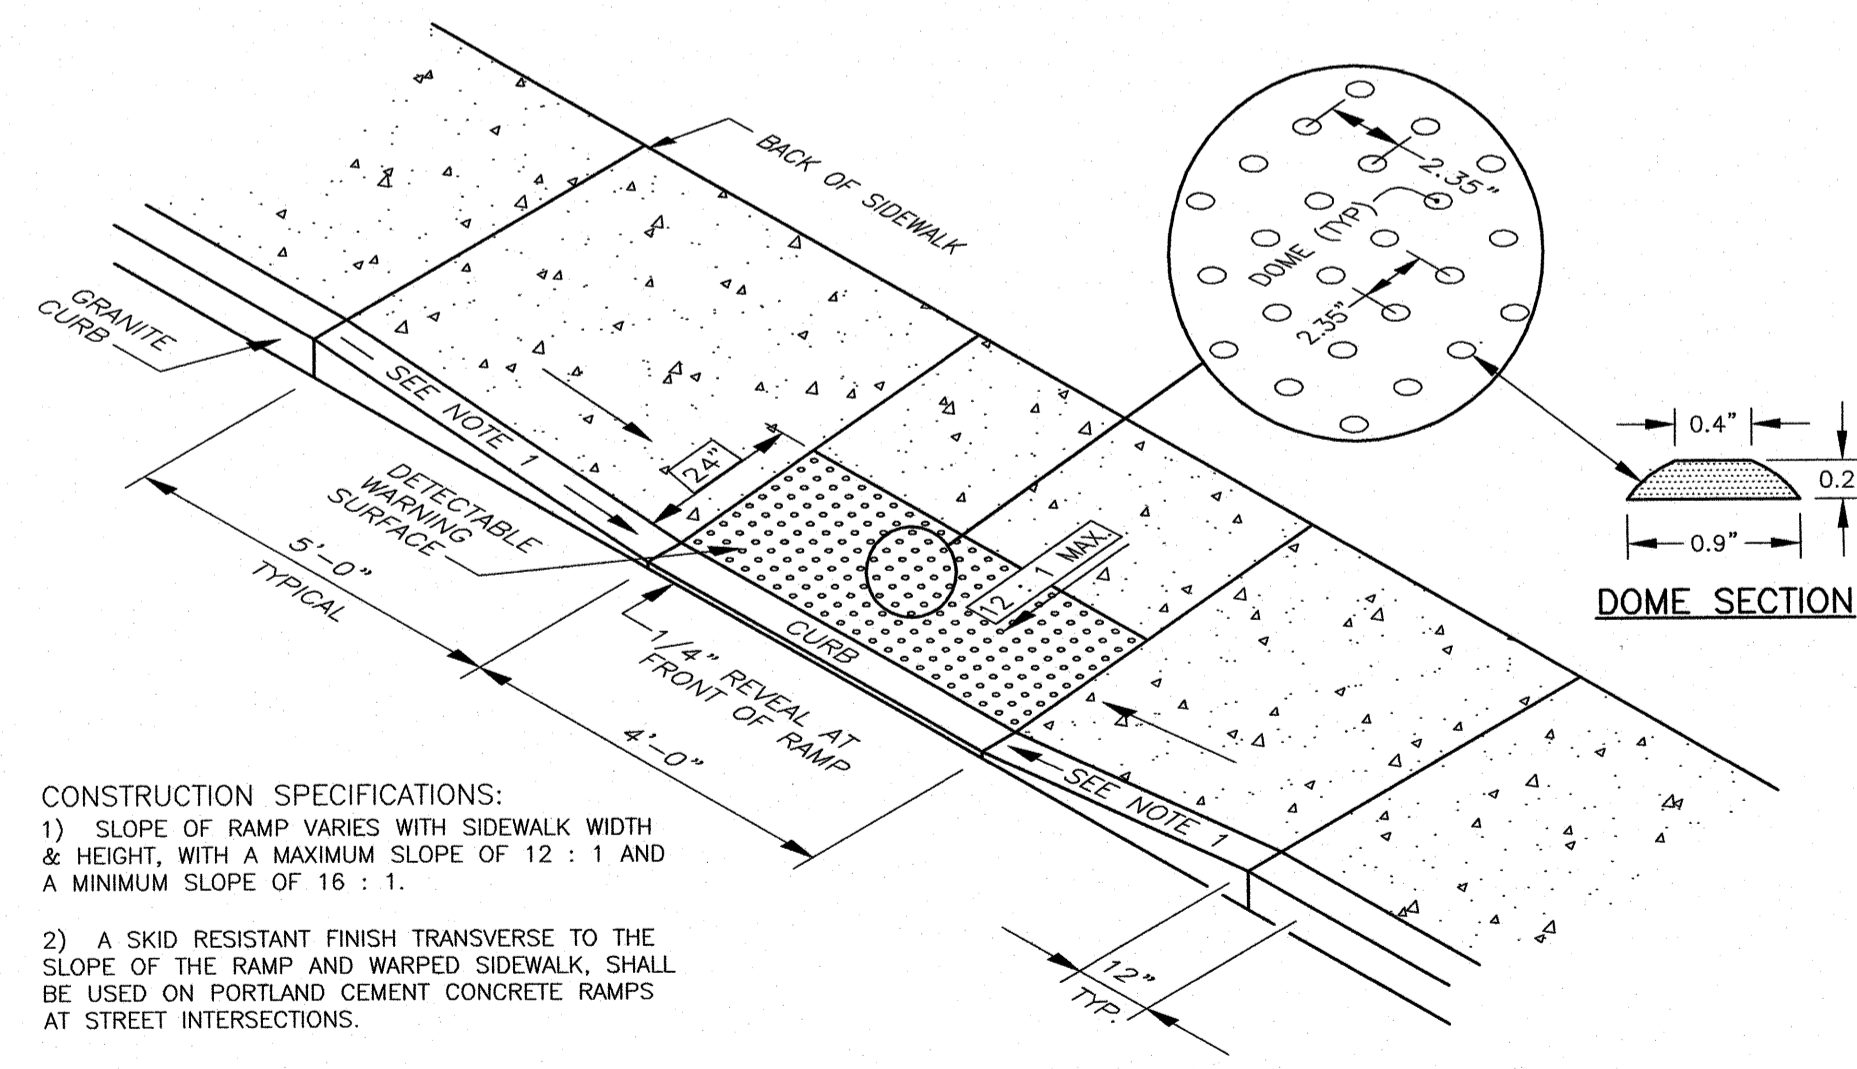 BACK OF SIDEWALK
2.35"
DOME (TYP)
2.35"
GRANITE
CURB
SEE NOTE 1
24"
DETECTABLE
WARNING
SURFACE
12 : 1 MAX.
0.4"
0.2
0.9"
DOME SECTION
5'-0"
TYPICAL
CURB
1/4" REVEAL AT
FRONT OF RAMP
4'-0"
SEE NOTE 1
12"
TYP.
CONSTRUCTION SPECIFICATIONS:
1) SLOPE OF RAMP VARIES WITH SIDEWALK WIDTH
& HEIGHT, WITH A MAXIMUM SLOPE OF 12 : 1 AND
A MINIMUM SLOPE OF 16 : 1.
2) A SKID RESISTANT FINISH TRANSVERSE TO THE
SLOPE OF THE RAMP AND WARPED SIDEWALK, SHALL
BE USED ON PORTLAND CEMENT CONCRETE RAMPS
AT STREET INTERSECTIONS.